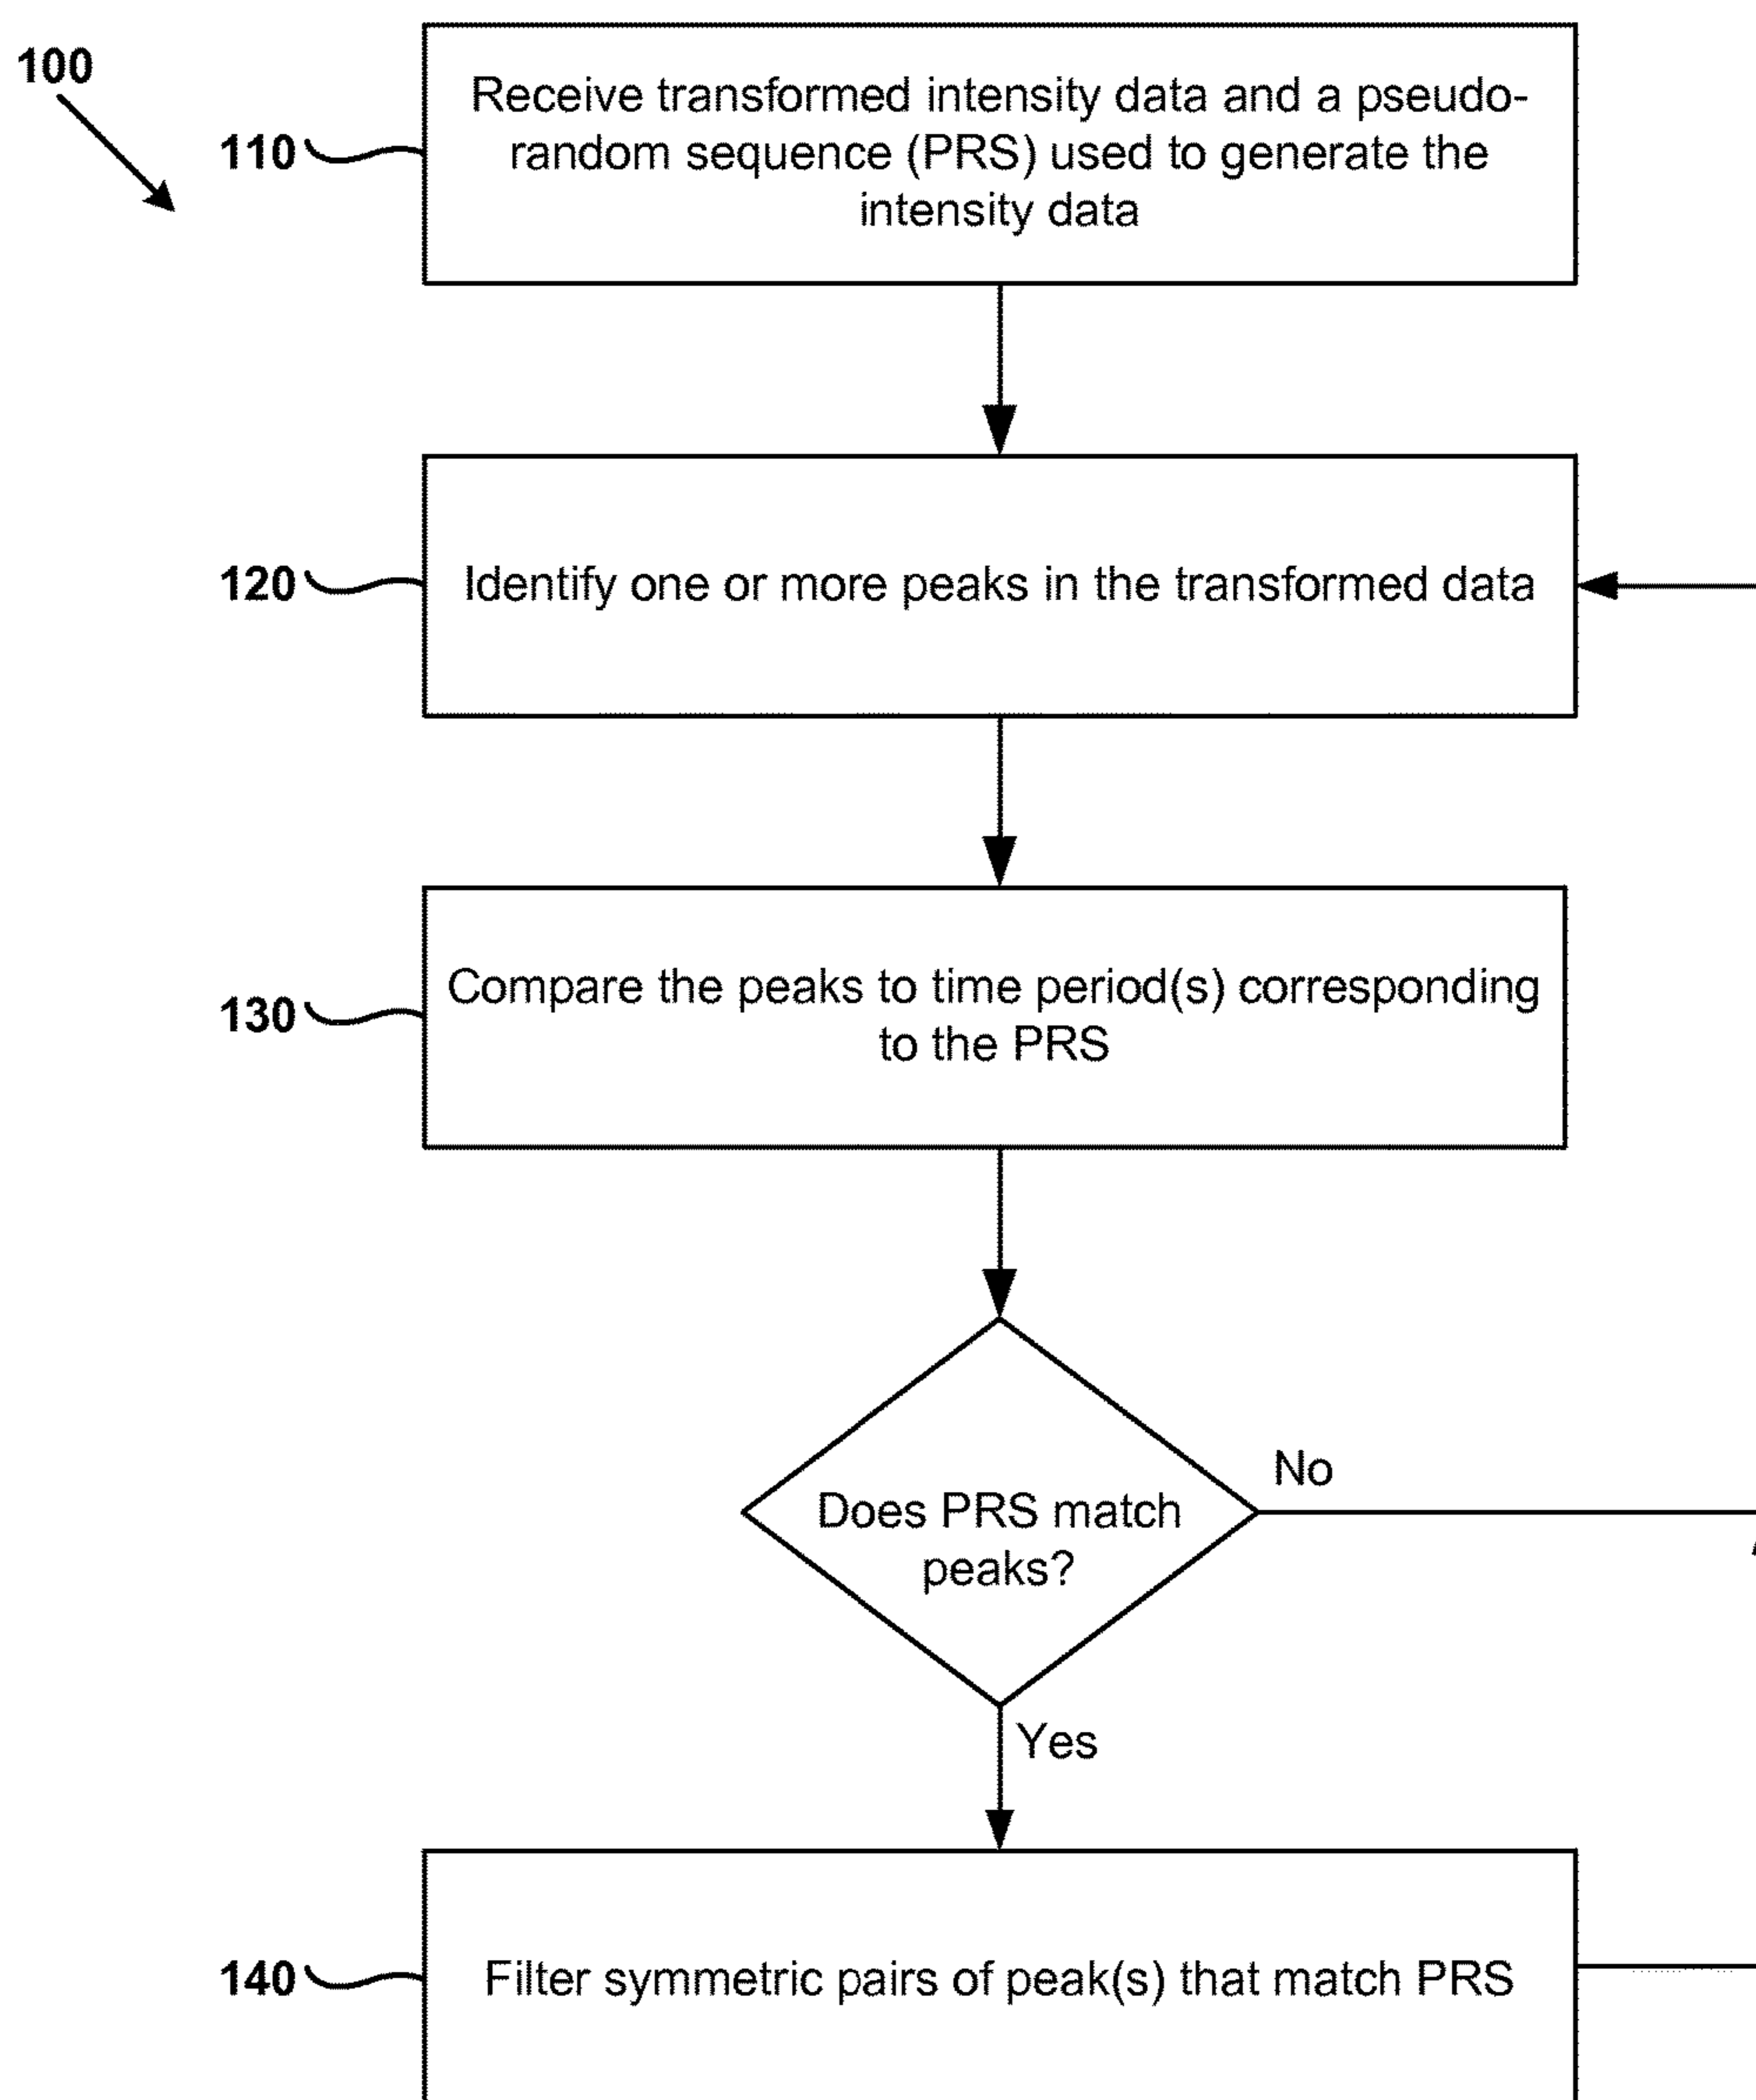 100
Receive transformed intensity data and a pseudo-
110
random sequence (PRS) used to generate the
intensity data
120
Identify one or more peaks in the transformed data
Compare the peaks to time period(s) corresponding
130
to the PRS
No
Does PRS match
peaks?
Yes
140
Filter symmetric pairs of peak(s) that match PRS